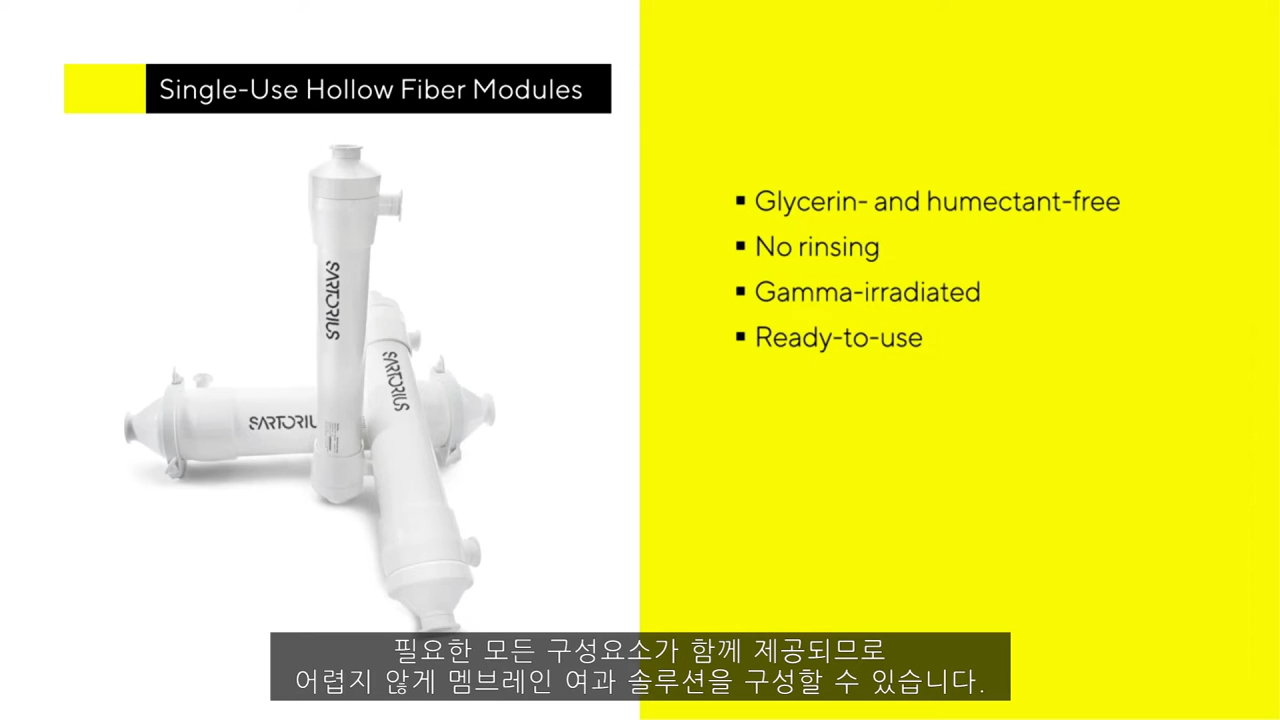 Single-Use Hollow Fiber Modules
SARTORIUS
SARTORIUS
SARTORIU
▪ Glycerin- and humectant-free
▪ No rinsing
▪ Gamma-irradiated
▪ Ready-to-use
필요한 모든 구성요소가 함께 제공되므로
어렵지 않게 멤브레인 여과 솔루션을 구성할 수 있습니다.